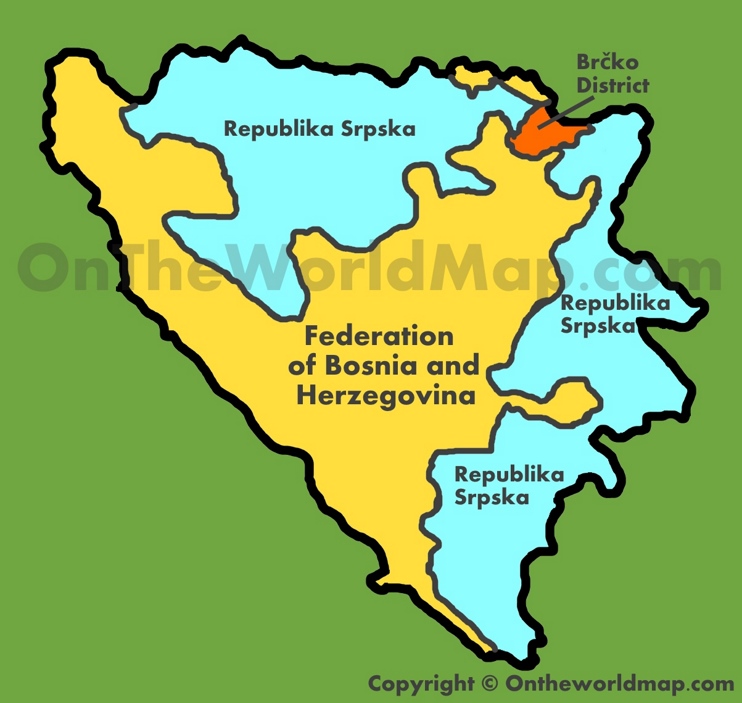 Brčko
District
Republika Srpska
OnTheWorldMap.com
Republika
Srpska
Federation
of Bosnia and
Herzegovina
Republika
Srpska
Copyright © Ontheworldmap.com